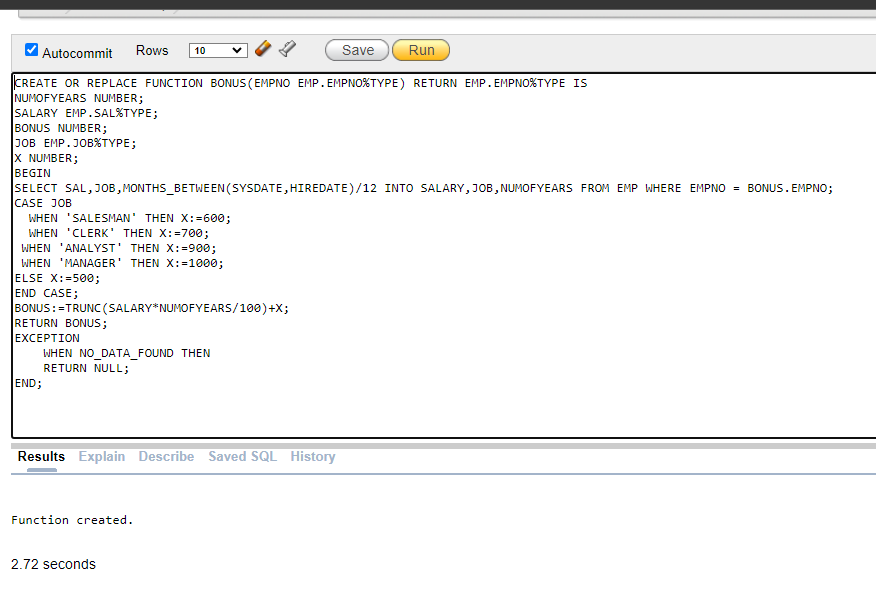 Autocommit Rows 10 Save Run
CREATE OR REPLACE FUNCTION BONUS(EMPNO EMP.EMPNO%TYPE) RETURN EMP.EMPNO%TYPE IS
NUMOFYEARS NUMBER;
SALARY EMP.SAL%TYPE;
BONUS NUMBER;
JOB EMP.JOB%TYPE;
X NUMBER;
BEGIN
SELECT SAL,JOB,MONTHS_BETWEEN(SYSDATE,HIREDATE)/12 INTO SALARY,JOB,NUMOFYEARS FROM EMP WHERE EMPNO = BONUS.EMPNO;
CASE JOB
  WHEN 'SALESMAN' THEN X:=600;
  WHEN 'CLERK' THEN X:=700;
 WHEN 'ANALYST' THEN X:=900;
 WHEN 'MANAGER' THEN X:=1000;
ELSE X:=500;
END CASE;
BONUS:=TRUNC(SALARY*NUMOFYEARS/100)+X;
RETURN BONUS;
EXCEPTION
    WHEN NO_DATA_FOUND THEN
    RETURN NULL;
END;
Results Explain Describe Saved SQL History
Function created.
2.72 seconds